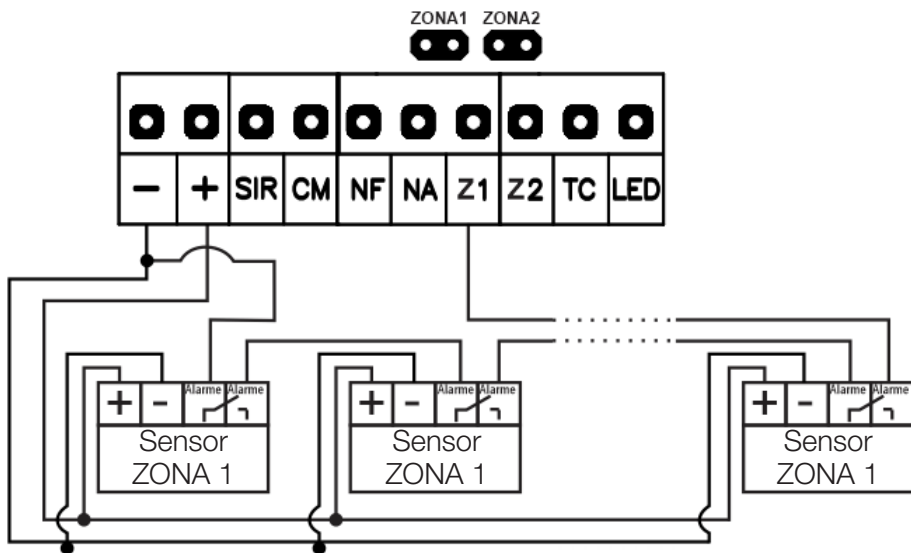 ZONA1 ZONA2
− + SIR CM NF NA Z1 Z2 TC LED
+ - Alarme Alarme + - Alarme Alarme + - Alarme Alarme
Sensor Sensor Sensor
ZONA 1 ZONA 1 ZONA 1